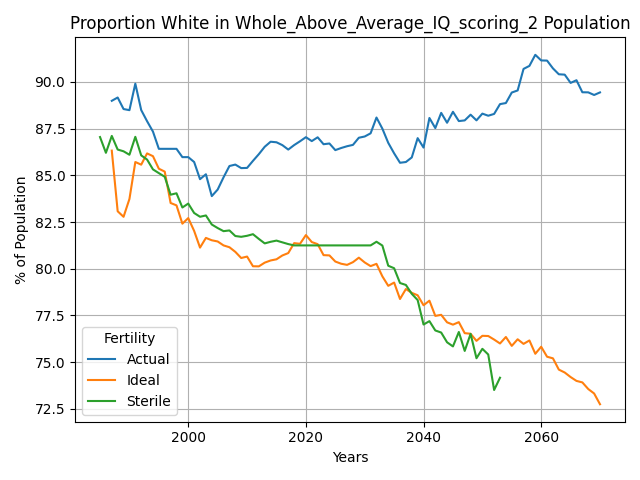 Proportion White in Whole_Above_Average_IQ_scoring_2 Population
% of Population
90.0
87.5
85.0
82.5
80.0
77.5
75.0
72.5
Fertility
Actual
Ideal
Sterile
2000
2020
2040
2060
Years